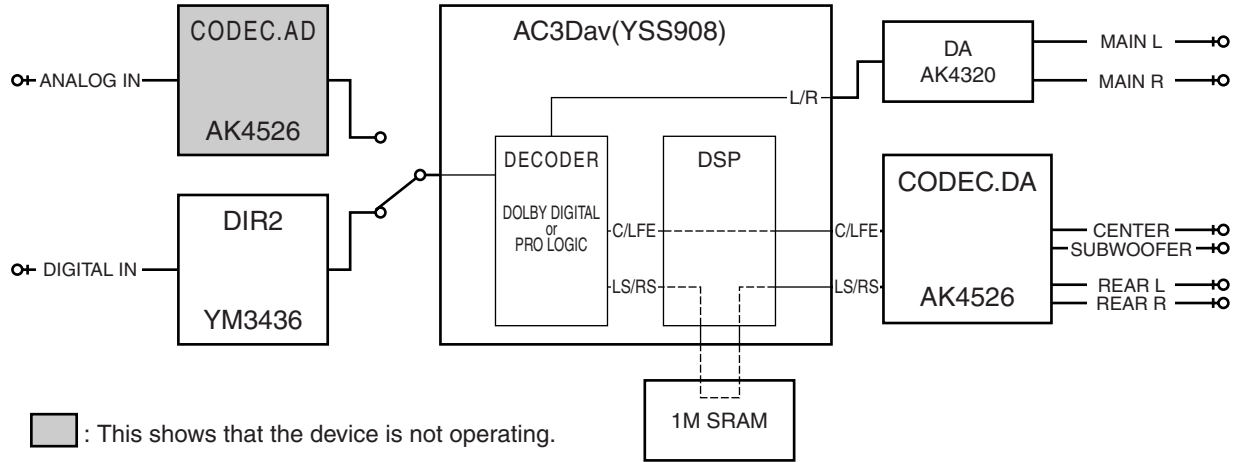 CODEC.AD
AK4526
ANALOG IN
DIR2
YM3436
DIGITAL IN
AC3Dav(YSS908)
DECODER
DOLBY DIGITAL
or
PRO LOGIC
DSP
L/R
C/LFE
LS/RS
C/LFE
LS/RS
1M SRAM
DA
AK4320
MAIN L
MAIN R
CODEC.DA
AK4526
CENTER
SUBWOOFER
REAR L
REAR R
: This shows that the device is not operating.